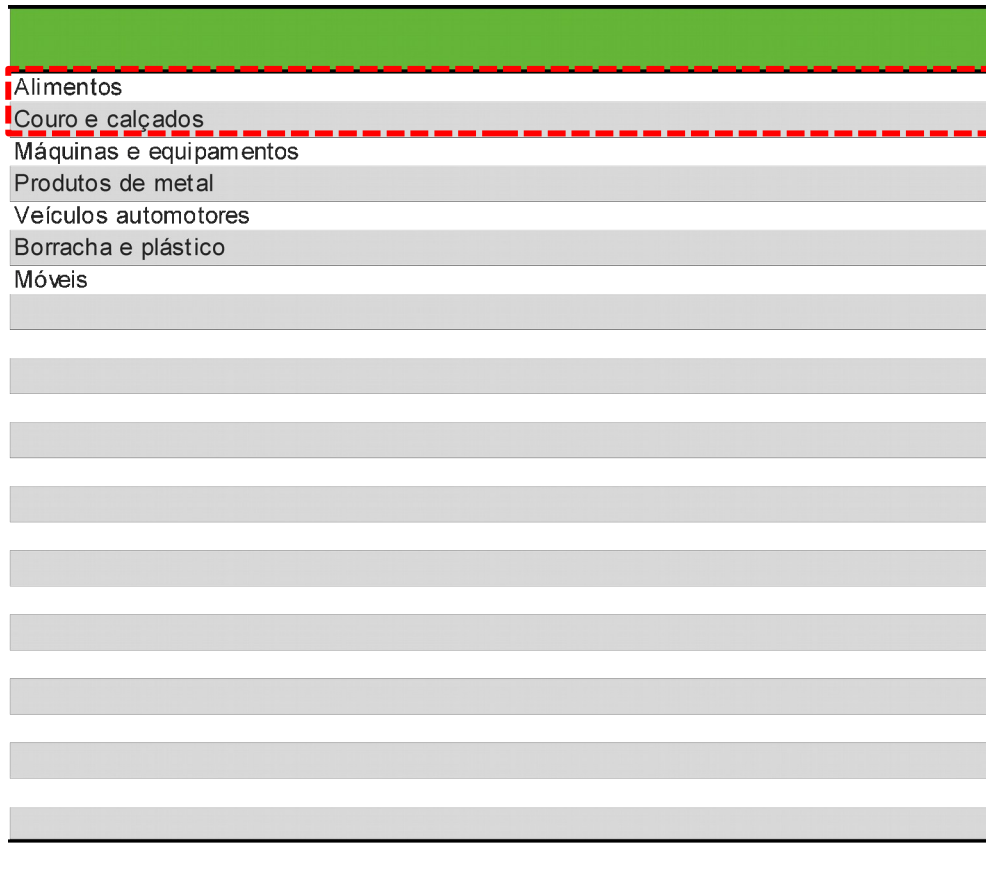 Alimentos
Couro e calçados
Máquinas e equipamentos
Produtos de metal
Veículos automotores
Borracha e plástico
Móveis